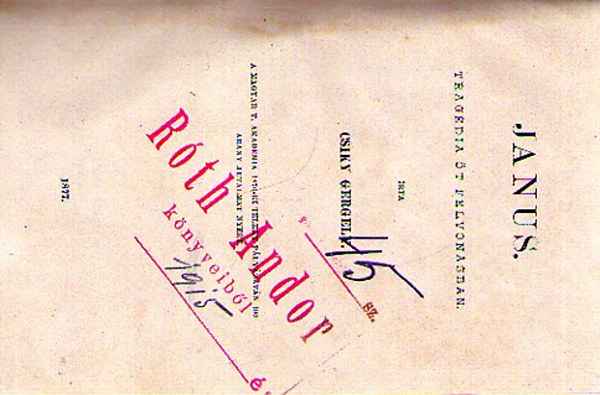 JANUS.
TRAGÉDIA ÖT FELVONÁSBAN.
IRTA
CSIKY GERGELY.
A MAGYAR T. AKADEMIA
ARANY JUTALMAT NYERT
1877.
45
SZ.
Róth Andor
könyveiből
1915
é.